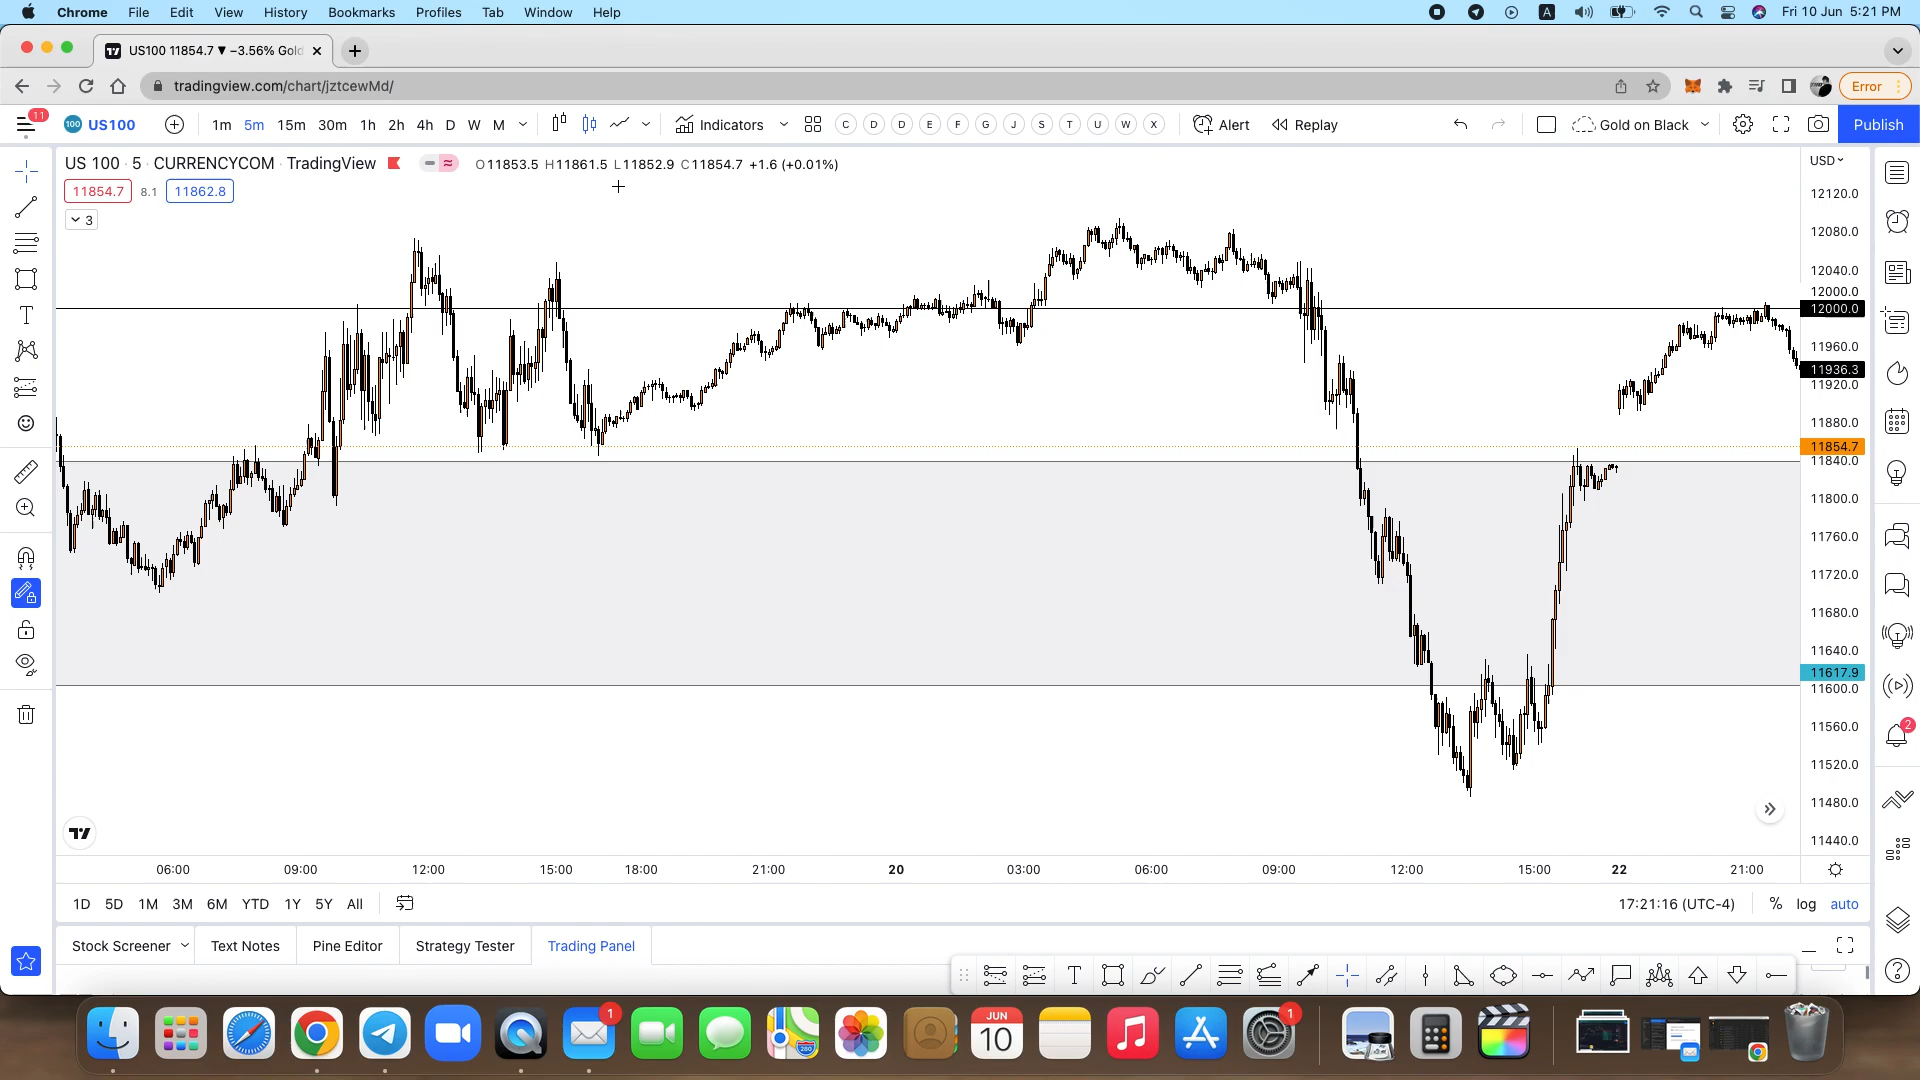 Chrome File Edit View History Bookmarks Profiles Tab Window Help A Fri 10 Jun 5:21 PM
US100 11854.7 ▼ −3.56% Gold
tradingview.com/chart/jztcewMd/ Error
11 100 US100 1m 5m 15m 30m 1h 2h 4h D W M Indicators C D D E F G J S T U W X Alert Replay Gold on Black Publish
US 100 · 5 · CURRENCYCOM · TradingView O11853.5 H11861.5 L11852.9 C11854.7 +1.6 (+0.01%) USD
11854.7 8.1 11862.8
3
12120.0
12080.0
12040.0
12000.0
12000.0
11960.0
11936.3
11920.0
11880.0
11854.7
11840.0
11800.0
11760.0
11720.0
11680.0
11640.0
11617.9
11600.0
11560.0
11520.0
11480.0
11440.0
2
06:00 09:00 12:00 15:00 18:00 21:00 20 03:00 06:00 09:00 12:00 15:00 22 21:00
1D 5D 1M 3M 6M YTD 1Y 5Y All 17:21:16 (UTC-4) % log auto
Stock Screener Text Notes Pine Editor Strategy Tester Trading Panel
T
1 JUN 10 280 1